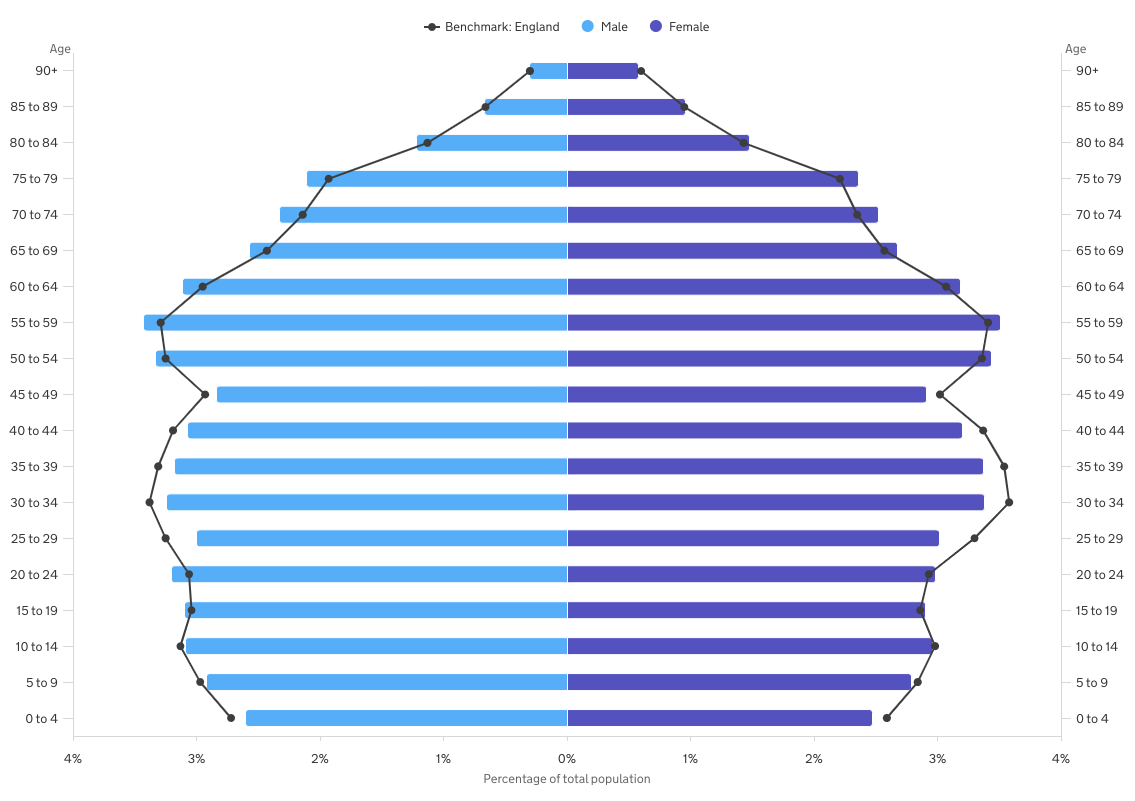 Benchmark: England Male Female
Age Age
90+ 90+
85 to 89 85 to 89
80 to 84 80 to 84
75 to 79 75 to 79
70 to 74 70 to 74
65 to 69 65 to 69
60 to 64 60 to 64
55 to 59 55 to 59
50 to 54 50 to 54
45 to 49 45 to 49
40 to 44 40 to 44
35 to 39 35 to 39
30 to 34 30 to 34
25 to 29 25 to 29
20 to 24 20 to 24
15 to 19 15 to 19
10 to 14 10 to 14
5 to 9 5 to 9
0 to 4 0 to 4
4% 3% 2% 1% 0% 1% 2% 3% 4%
Percentage of total population